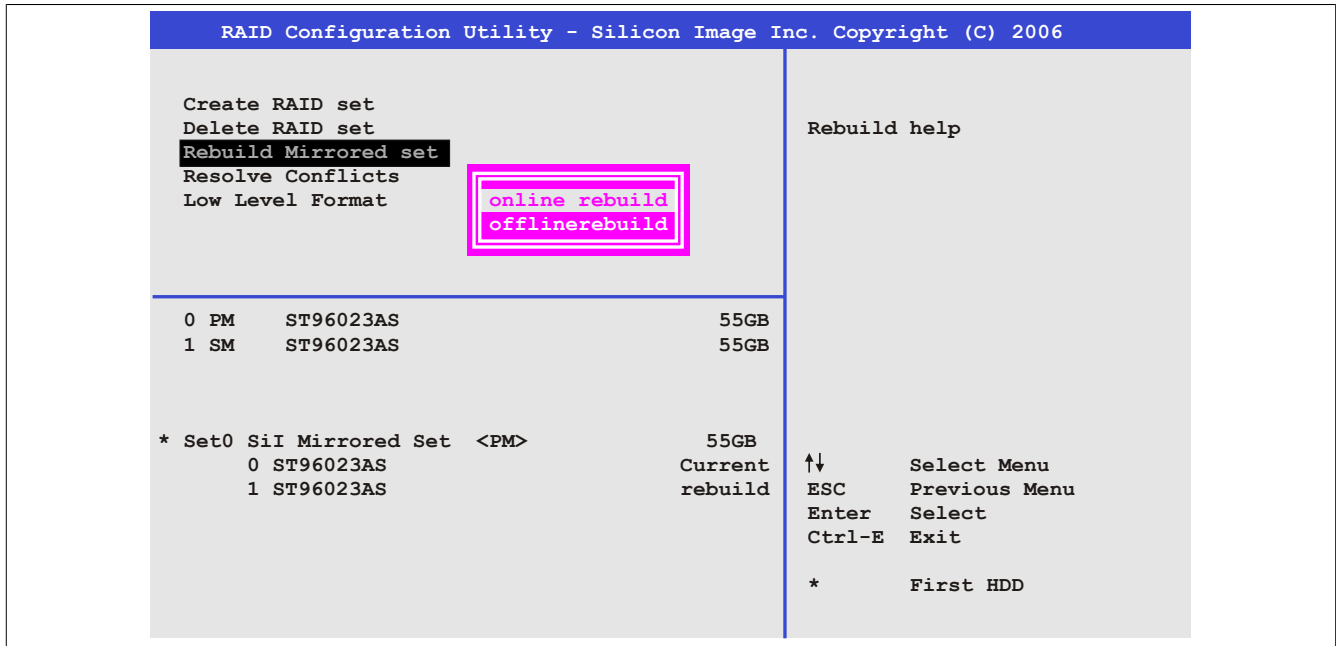 RAID Configuration Utility - Silicon Image Inc. Copyright (C) 2006
Create RAID set
Delete RAID set
Rebuild Mirrored set
Resolve Conflicts
Low Level Format
online rebuild
offlinerebuild
Rebuild help
0 PM ST96023AS 55GB
1 SM ST96023AS 55GB
* Set0 SiI Mirrored Set <PM> 55GB
0 ST96023AS Current
1 ST96023AS rebuild
↑↓ Select Menu
ESC Previous Menu
Enter Select
Ctrl-E Exit
* First HDD